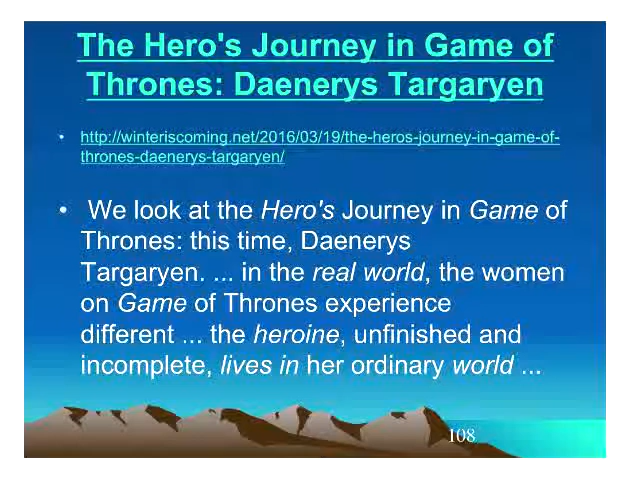 The Hero's Journey in Game of
Thrones: Daenerys Targaryen
• http://winteriscoming.net/2016/03/19/the-heros-journey-in-game-of-
thrones-daenerys-targaryen/
• We look at the Hero's Journey in Game of
Thrones: this time, Daenerys
Targaryen. ... in the real world, the women
on Game of Thrones experience
different ... the heroine, unfinished and
incomplete, lives in her ordinary world ...
108